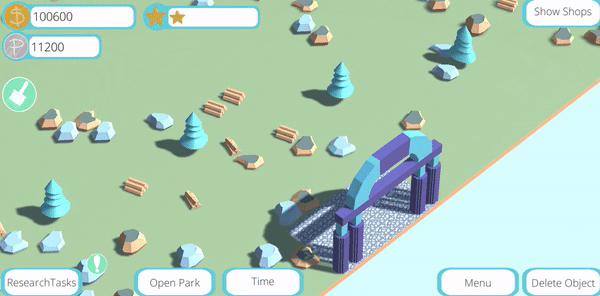 100600
Show Shops
11200
ResearchTasks
Open Park
Time
Menu
Delete Object